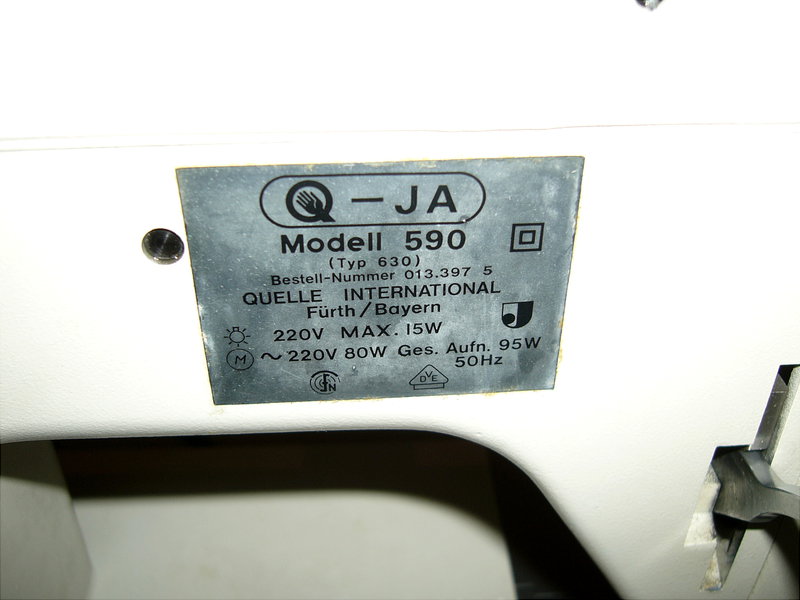 Q – JA
Modell 590
(Typ 630)
Bestell-Nummer 013.397 5
QUELLE INTERNATIONAL
Fürth/Bayern
220V MAX. 15W
M ~ 220V 80W Ges. Aufn. 95W
50Hz
DVE